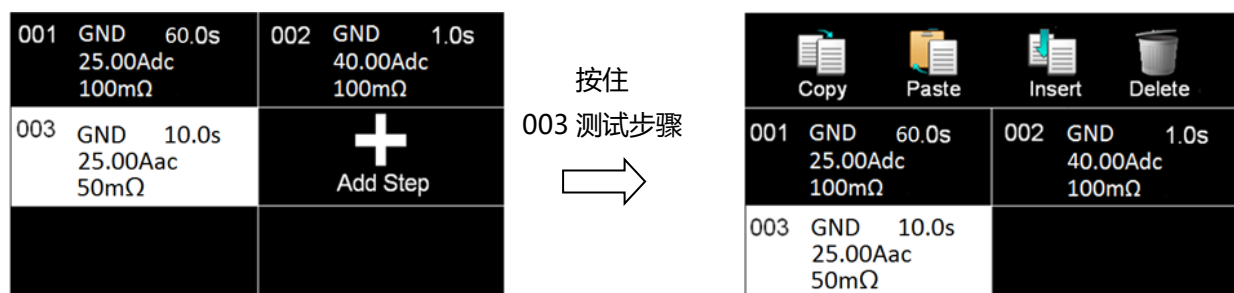 001 GND 60.0s
25.00Adc
100mΩ
002 GND 1.0s
40.00Adc
100mΩ
003 GND 10.0s
25.00Aac
50mΩ
Add Step
按住
003 测试步骤
Copy Paste Insert Delete
001 GND 60.0s
25.00Adc
100mΩ
002 GND 1.0s
40.00Adc
100mΩ
003 GND 10.0s
25.00Aac
50mΩ